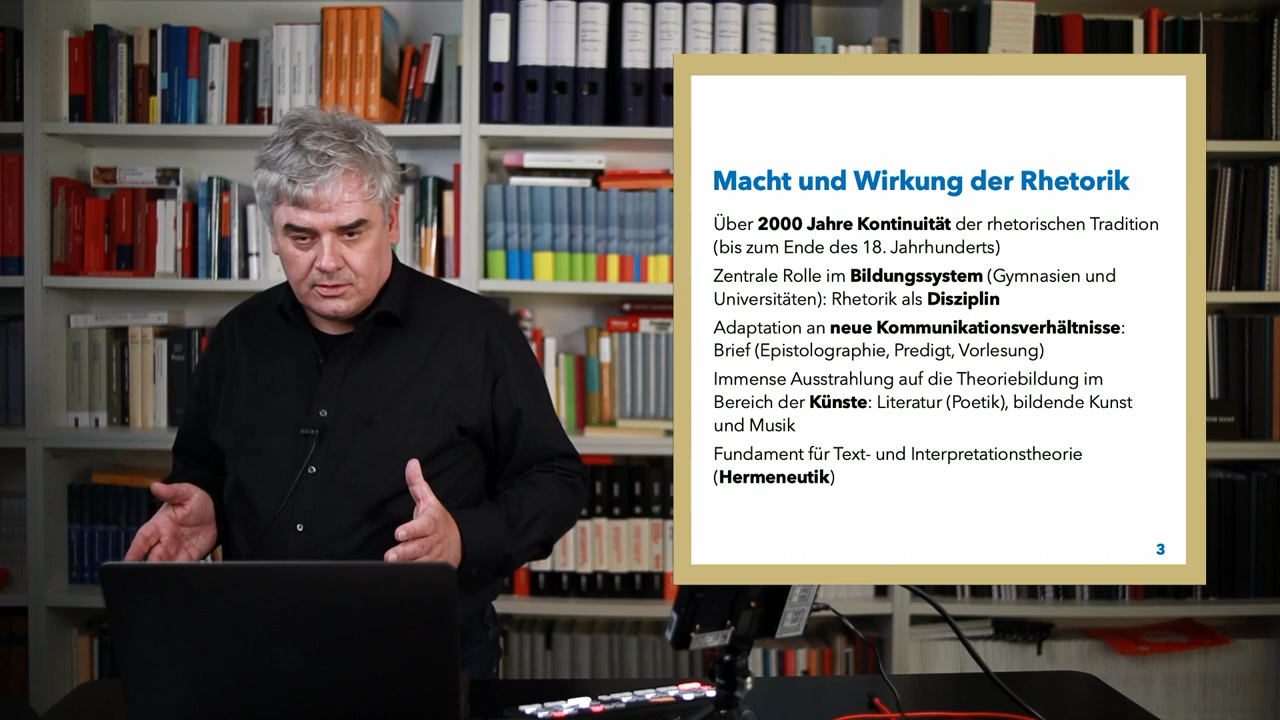 Macht und Wirkung der Rhetorik
Über 2000 Jahre Kontinuität der rhetorischen Tradition
(bis zum Ende des 18. Jahrhunderts)
Zentrale Rolle im Bildungssystem (Gymnasien und
Universitäten): Rhetorik als Disziplin
Adaptation an neue Kommunikationsverhältnisse:
Brief (Epistolographie, Predigt, Vorlesung)
Immense Ausstrahlung auf die Theoriebildung im
Bereich der Künste: Literatur (Poetik), bildende Kunst
und Musik
Fundament für Text- und Interpretationstheorie
(Hermeneutik)
3